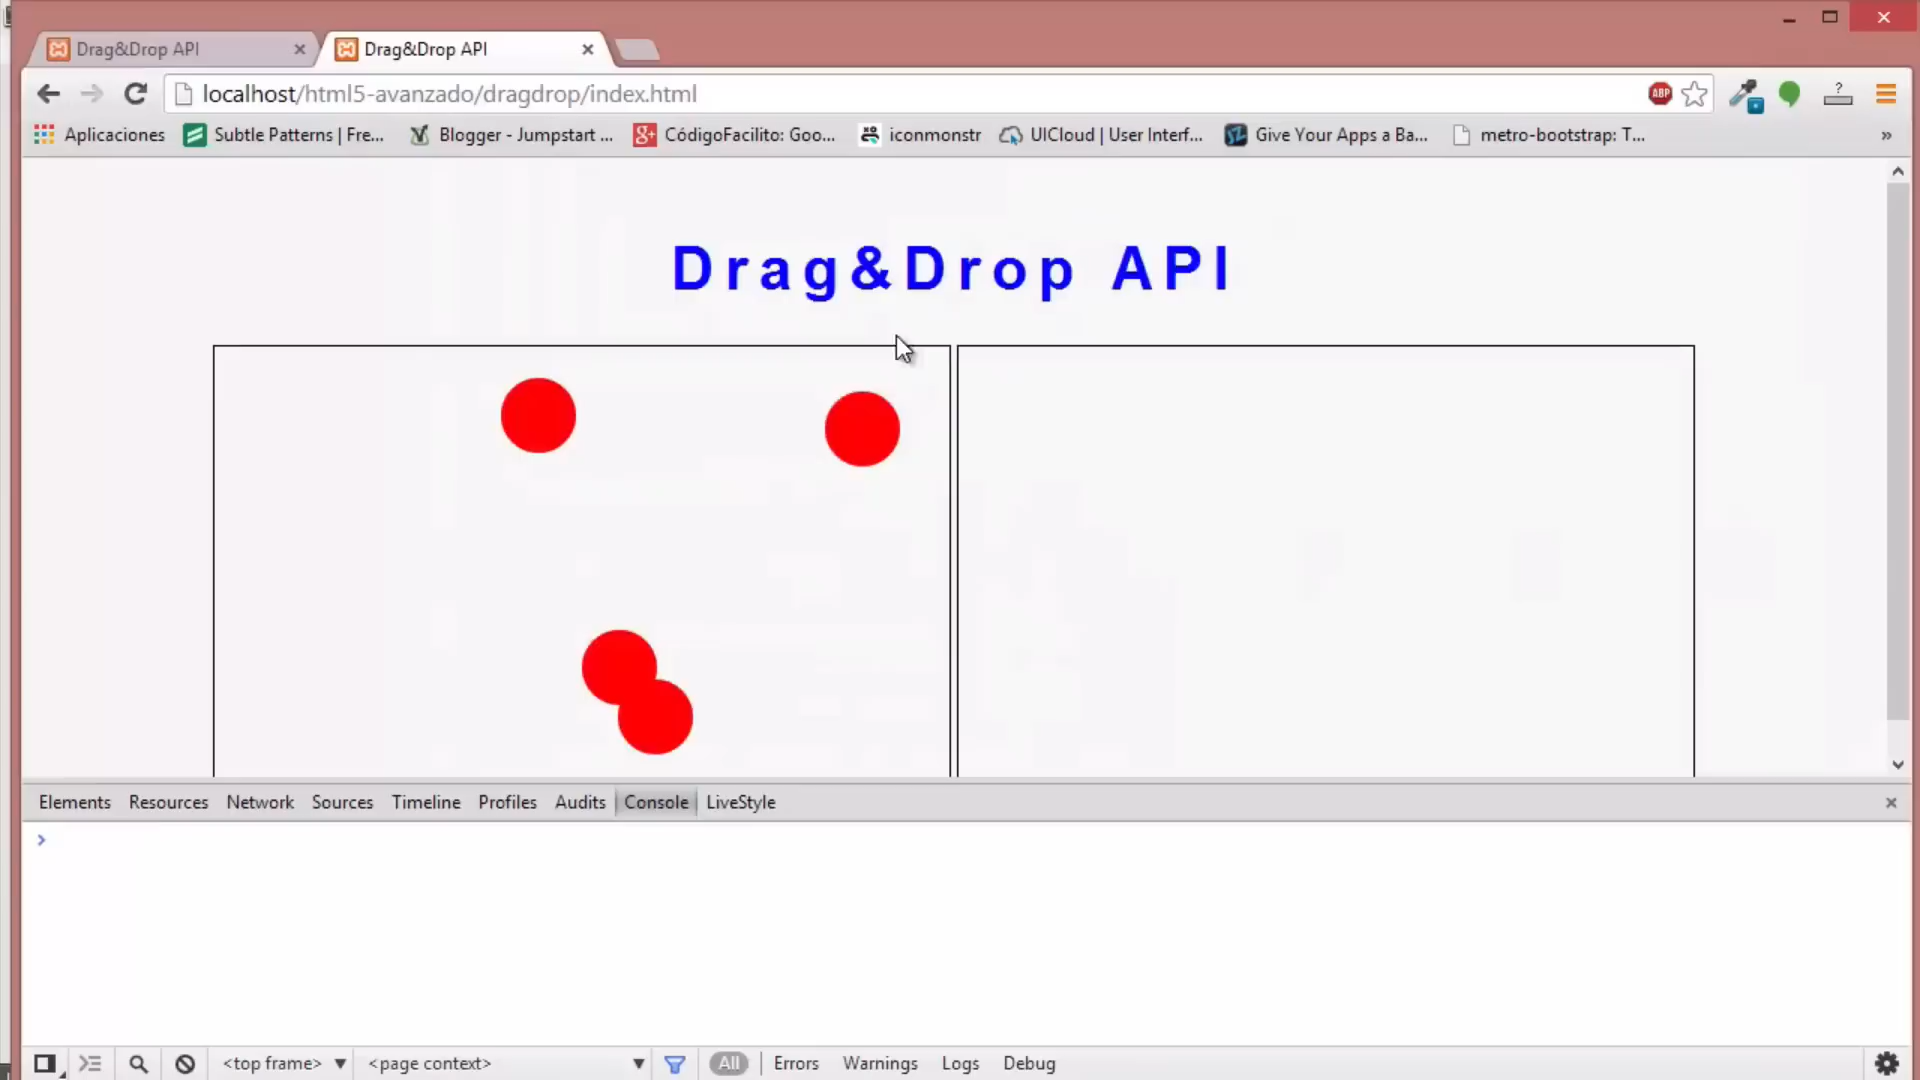 Drag&Drop API
Drag&Drop API
localhost/html5-avanzado/dragdrop/index.html
ABP
?
Aplicaciones
Subtle Patterns | Fre...
Blogger - Jumpstart ...
CódigoFacilito: Goo...
iconmonstr
UICloud | User Interf...
Give Your Apps a Ba...
metro-bootstrap: T...
»
Drag&Drop API
Elements Resources Network Sources Timeline Profiles Audits Console LiveStyle
<top frame> <page context> All Errors Warnings Logs Debug